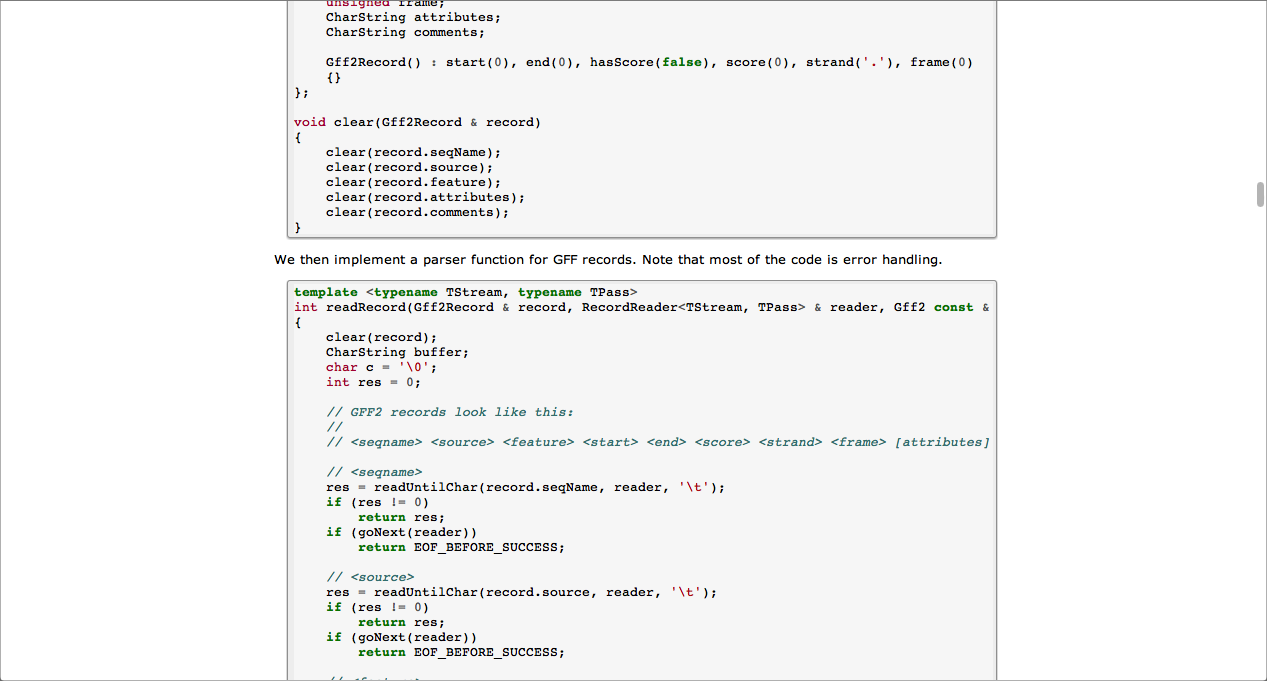 unsigned frame;
CharString attributes;
CharString comments;
Gff2Record() : start(0), end(0), hasScore(false), score(0), strand('.'), frame(0)
{}
};
void clear(Gff2Record & record)
{
clear(record.seqName);
clear(record.source);
clear(record.feature);
clear(record.attributes);
clear(record.comments);
}
We then implement a parser function for GFF records. Note that most of the code is error handling.
template <typename TStream, typename TPass>
int readRecord(Gff2Record & record, RecordReader<TStream, TPass> & reader, Gff2 const &
{
clear(record);
CharString buffer;
char c = '\0';
int res = 0;
// GFF2 records look like this:
//
// <seqname> <source> <feature> <start> <end> <score> <strand> <frame> [attributes]
// <seqname>
res = readUntilChar(record.seqName, reader, '\t');
if (res != 0)
return res;
if (goNext(reader))
return EOF_BEFORE_SUCCESS;
// <source>
res = readUntilChar(record.source, reader, '\t');
if (res != 0)
return res;
if (goNext(reader))
return EOF_BEFORE_SUCCESS;